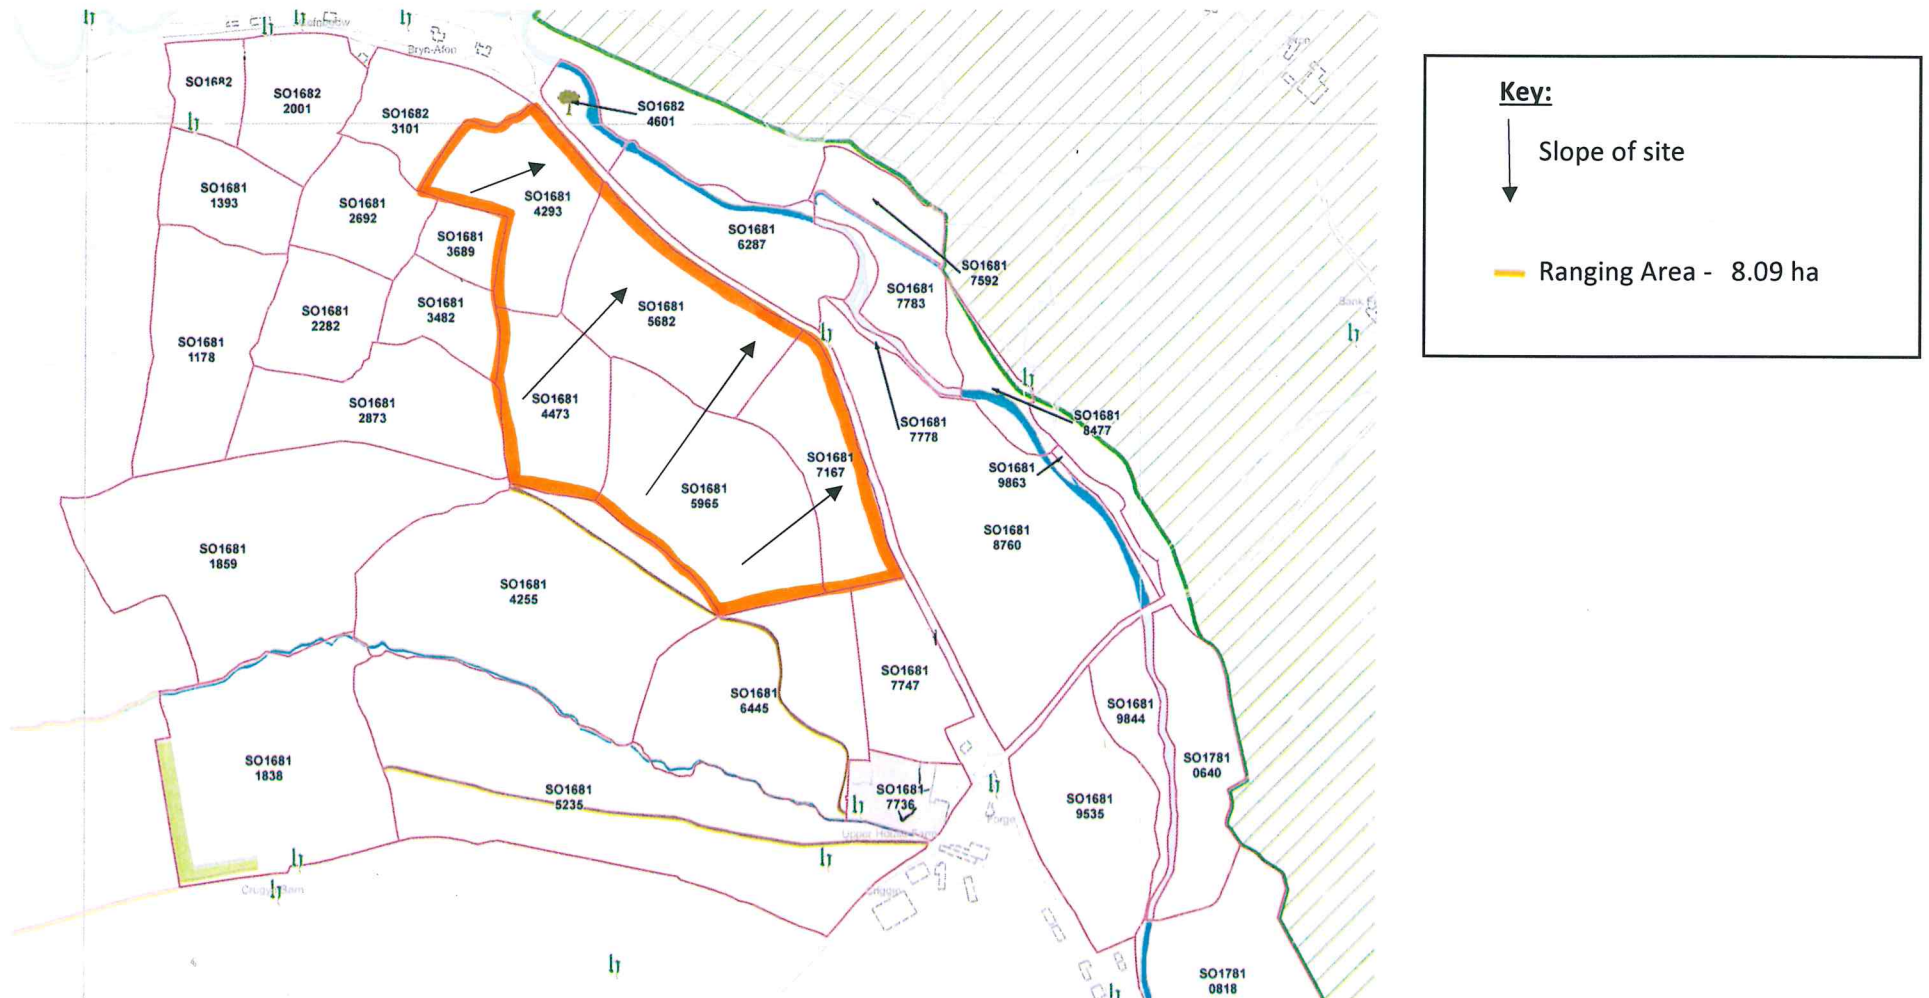 Bryn-Afon
SO1682
SO1682
2001
SO1682
3101
SO1682
4601
SO1681
1393
SO1681
2692
SO1681
4293
SO1681
3689
SO1681
6287
SO1681
7592
SO1681
7783
SO1681
5682
SO1681
3482
SO1681
2282
SO1681
1178
SO1681
2873
SO1681
4473
SO1681
7778
SO1681
8477
SO1681
7167
SO1681
9863
SO1681
5965
SO1681
8760
SO1681
1859
SO1681
4255
SO1681
7747
SO1681
6445
SO1681
9844
SO1681
1838
SO1781
0640
SO1681
5235
SO1681
7736
SO1681
9535
Upper House Farm
Forge
SO1781
0818
Key:
Slope of site
Ranging Area - 8.09 ha